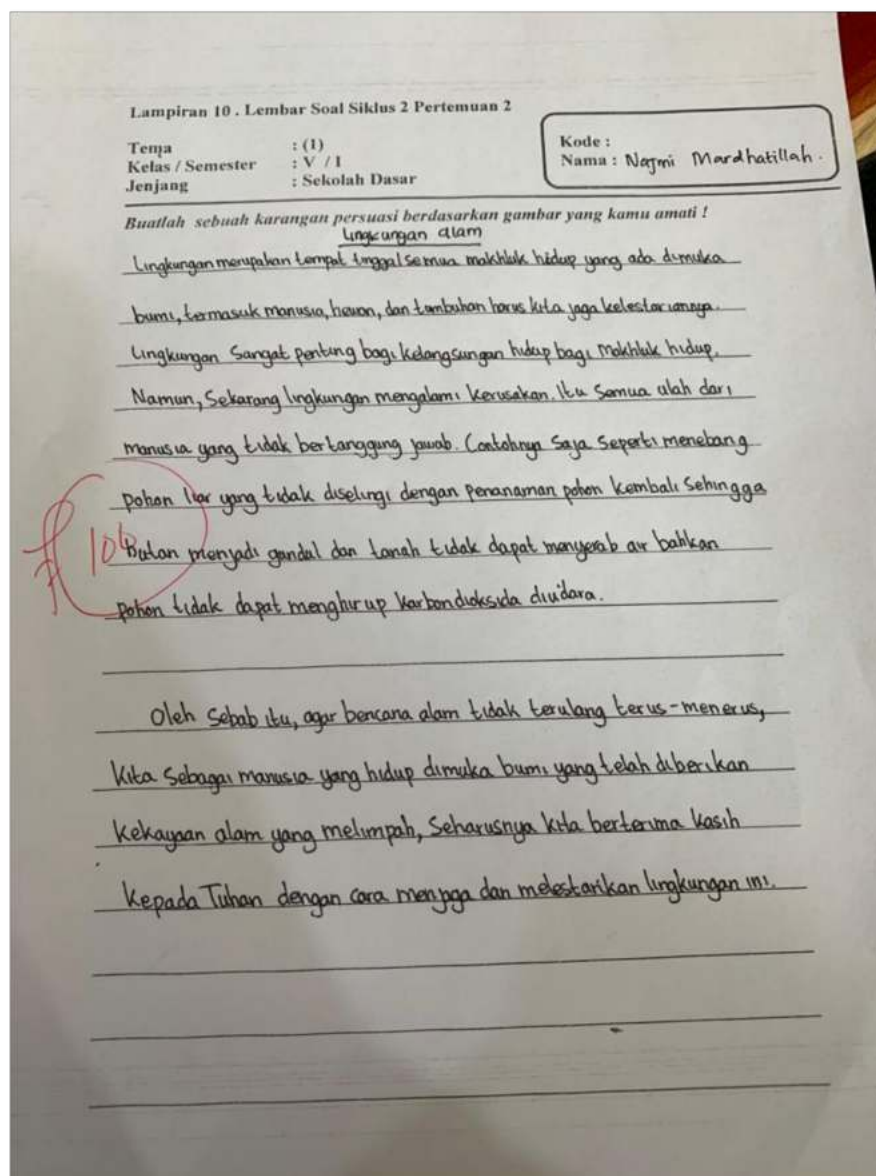 Lampiran 10 . Lembar Soal Siklus 2 Pertemuan 2
Tema : (1)
Kelas / Semester : V / I
Jenjang : Sekolah Dasar
Kode :
Nama : Najmi Mardhatillah .
Buatlah sebuah karangan persuasi berdasarkan gambar yang kamu amati !
Lingkungan alam
Lingkungan merupakan tempat tinggal semua makhluk hidup yang ada dimuka
bumi, termasuk manusia, hewan, dan tumbuhan harus kita jaga kelestariannya.
Lingkungan Sangat penting bagi kelangsungan hidup bagi makhluk hidup.
Namun, Sekarang lingkungan mengalami kerusakan. Itu Semua ulah dari
manusia yang tidak bertanggung jawab. Contohnya Saja Seperti menebang
pohon liar yang tidak diselingi dengan penanaman pohon kembali Sehingga
100
hutan menjadi gundul dan tanah tidak dapat menyerab air bahkan
pohon tidak dapat menghirup karbondioksida diudara.
Oleh Sebab itu, agar bencana alam tidak terulang terus-menerus,
kita Sebagai manusia yang hidup dimuka bumi yang telah diberikan
kekayaan alam yang melimpah, Seharusnya kita berterima kasih
kepada Tuhan dengan cara menjaga dan melestarikan lingkungan ini.